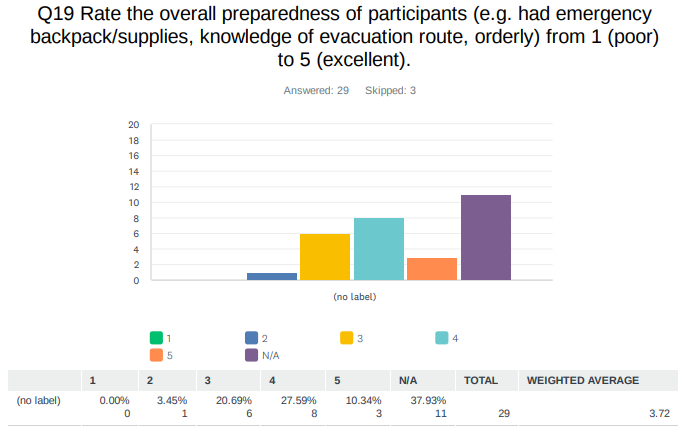 Q19 Rate the overall preparedness of participants (e.g. had emergency
backpack/supplies, knowledge of evacuation route, orderly) from 1 (poor)
to 5 (excellent).
Answered: 29 Skipped: 3
20
18
16
14
12
10
8
6
4
2
0
(no label)
1 2 3 4
5 N/A
1 2 3 4 5 N/A TOTAL WEIGHTED AVERAGE
(no label) 0.00% 3.45% 20.69% 27.59% 10.34% 37.93%
0 1 6 8 3 11 29 3.72